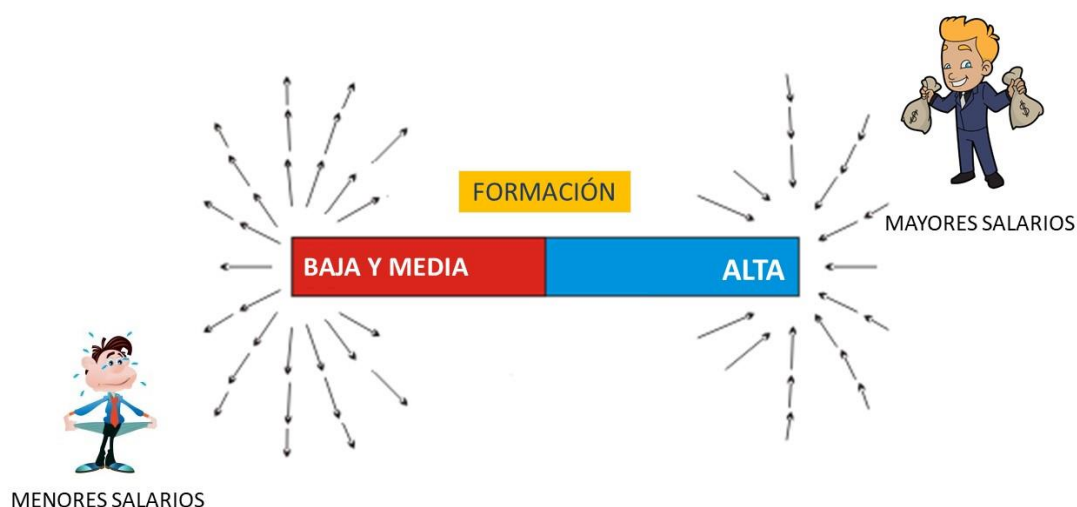 FORMACIÓN
MAYORES SALARIOS
BAJA Y MEDIA
ALTA
MENORES SALARIOS